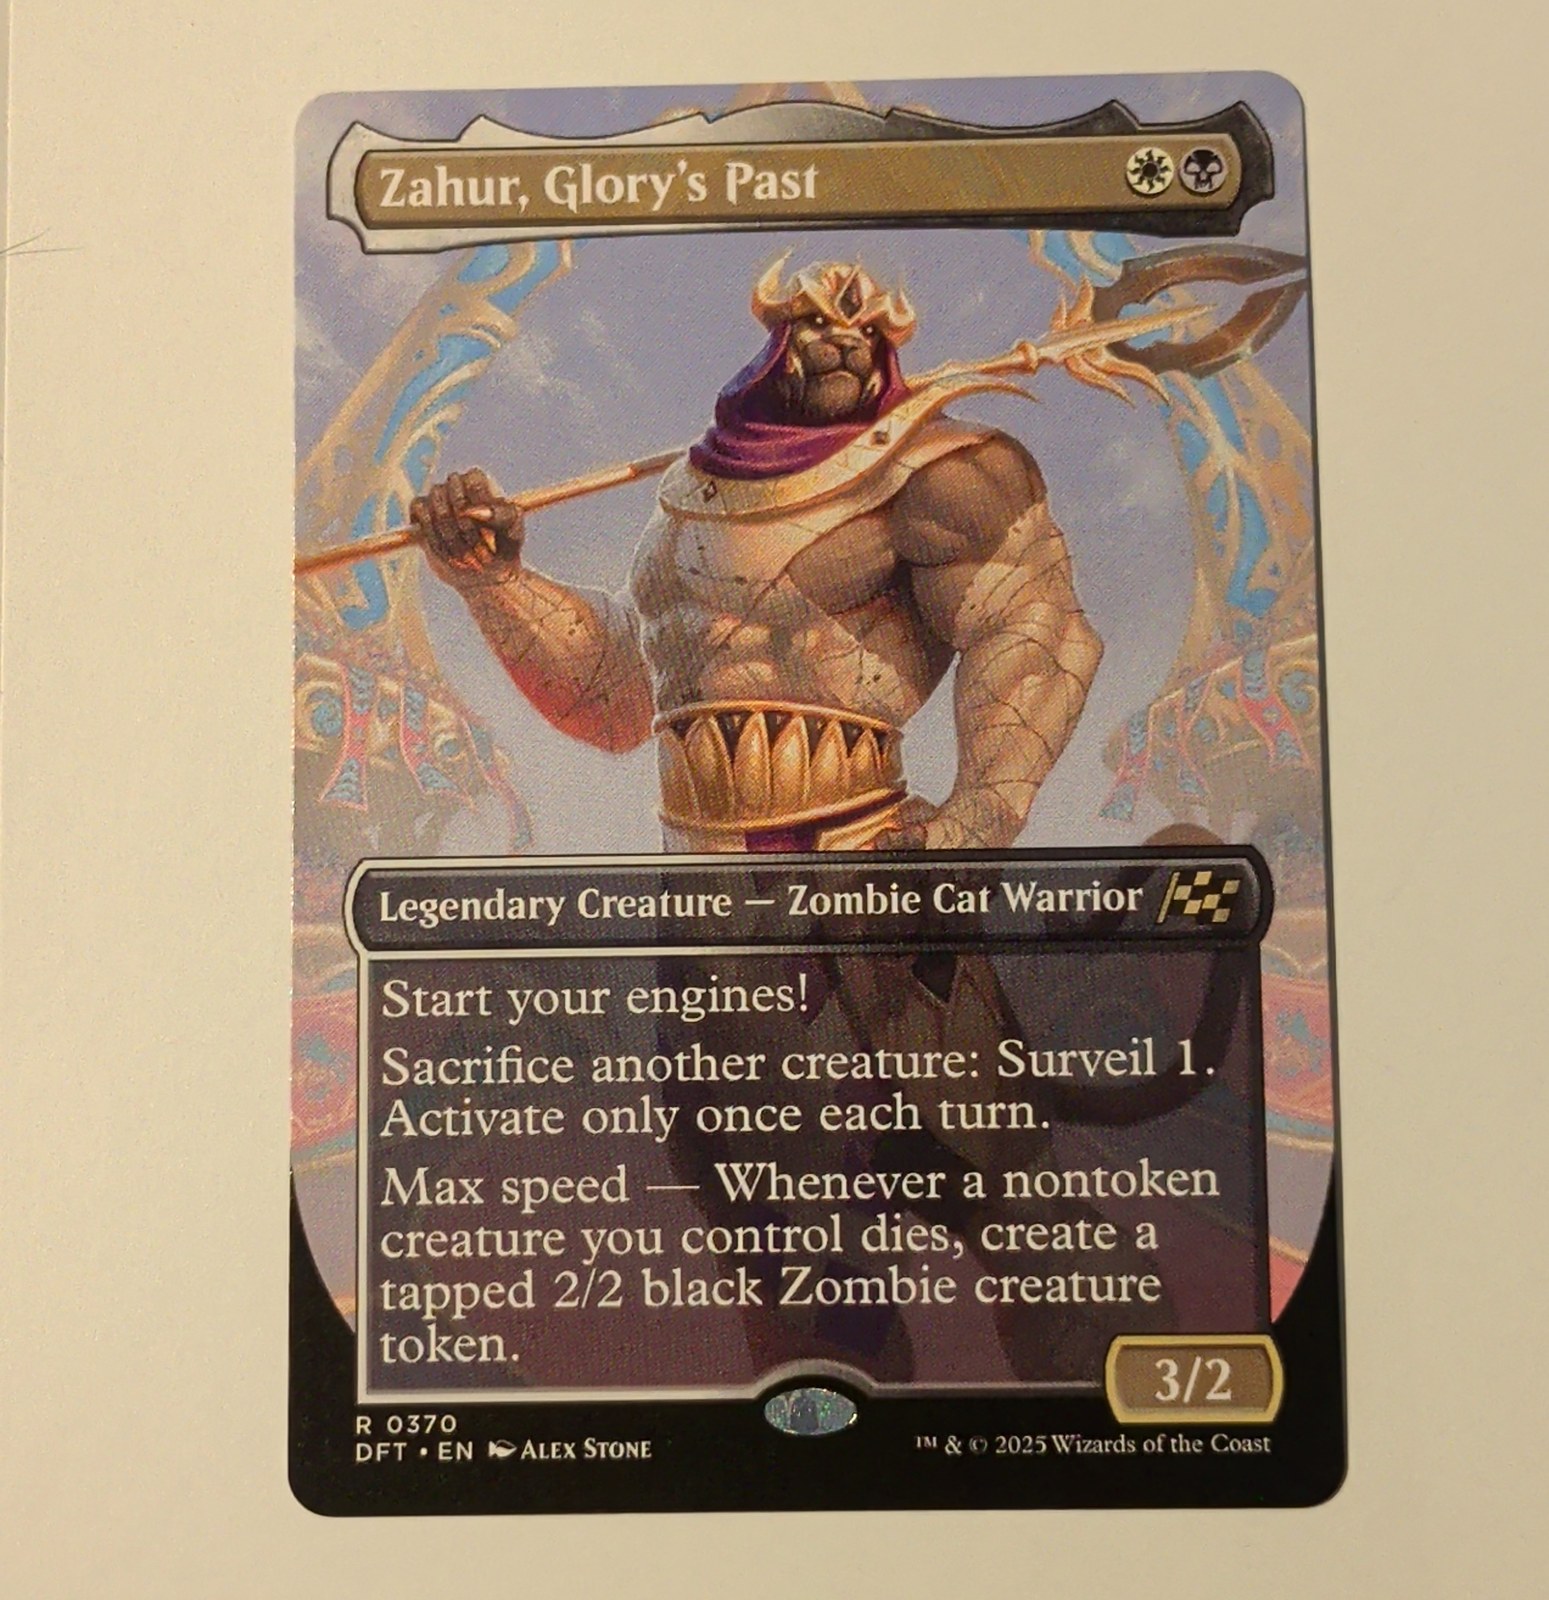 Zahur, Glory's Past
Legendary Creature — Zombie Cat Warrior
Start your engines!
Sacrifice another creature: Surveil 1.
Activate only once each turn.
Max speed — Whenever a nontoken
creature you control dies, create a
tapped 2/2 black Zombie creature
token.
3/2
R 0370
DFT • EN ALEX STONE
™ & © 2025 Wizards of the Coast